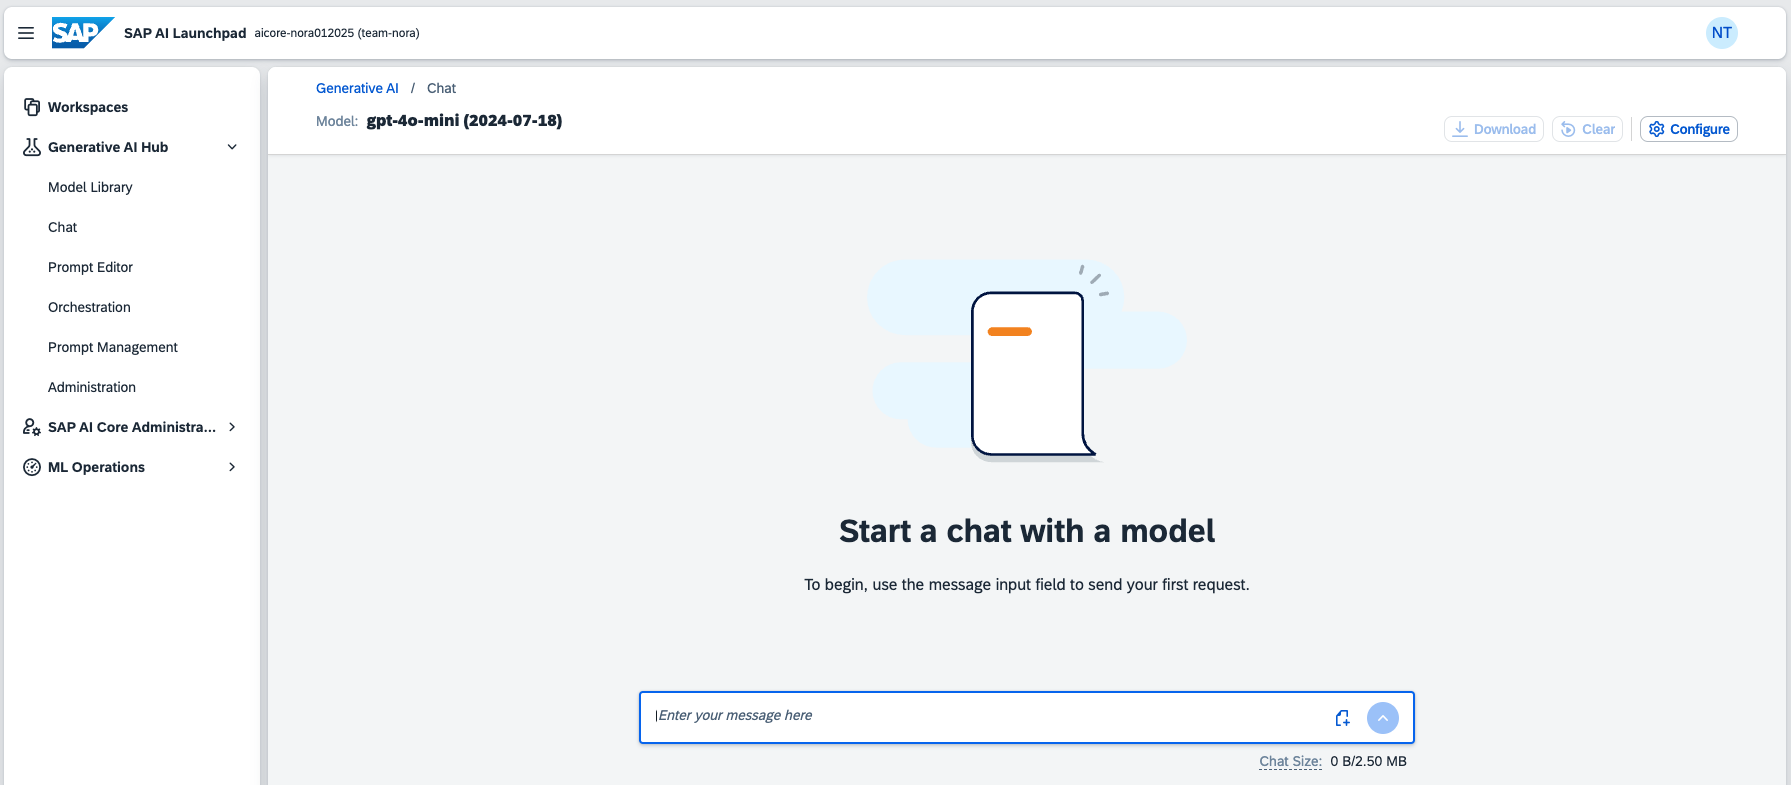 SAP SAP AI Launchpad aicore-nora012025 (team-nora) NT
Workspaces
Generative AI Hub
Model Library
Chat
Prompt Editor
Orchestration
Prompt Management
Administration
SAP AI Core Administra...
ML Operations
Generative AI / Chat
Model: gpt-4o-mini (2024-07-18)
Download Clear Configure
Start a chat with a model
To begin, use the message input field to send your first request.
Enter your message here
Chat Size: 0 B/2.50 MB